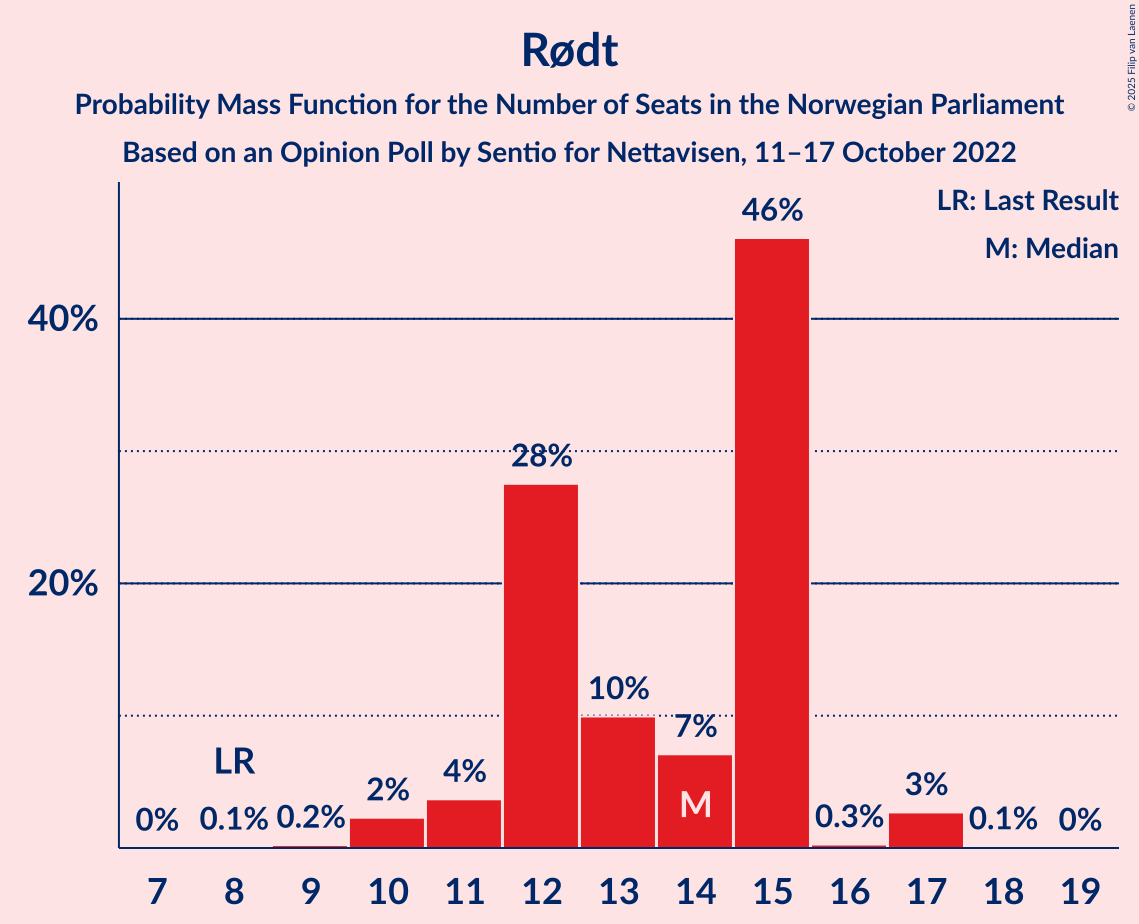 Rødt
Probability Mass Function for the Number of Seats in the Norwegian Parliament
Based on an Opinion Poll by Sentio for Nettavisen, 11–17 October 2022
© 2025 Filip van Laenen
LR: Last Result
M: Median
40%
20%
0%
0.1%
LR
0.2%
2%
4%
28%
10%
7%
M
46%
0.3%
3%
0.1%
0%
7 8 9 10 11 12 13 14 15 16 17 18 19